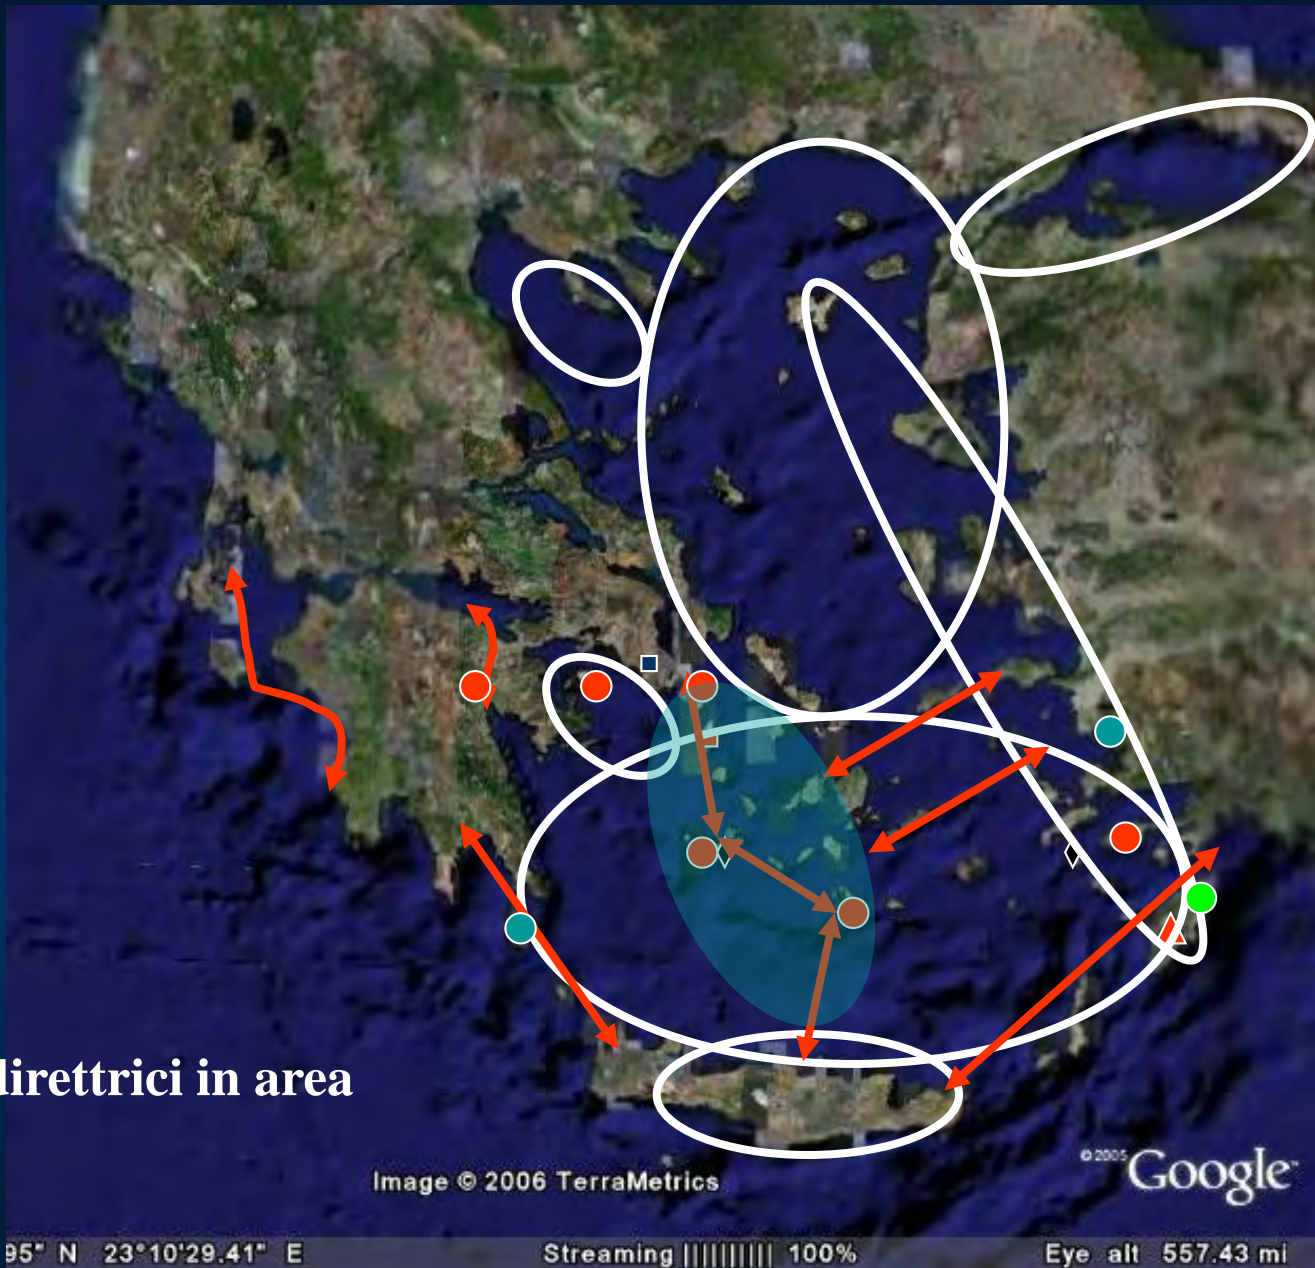 direttrici in area
©2005 Google™
Image © 2006 TerraMetrics
95" N 23°10'29.41" E Streaming |||||||||| 100% Eye alt 557.43 mi